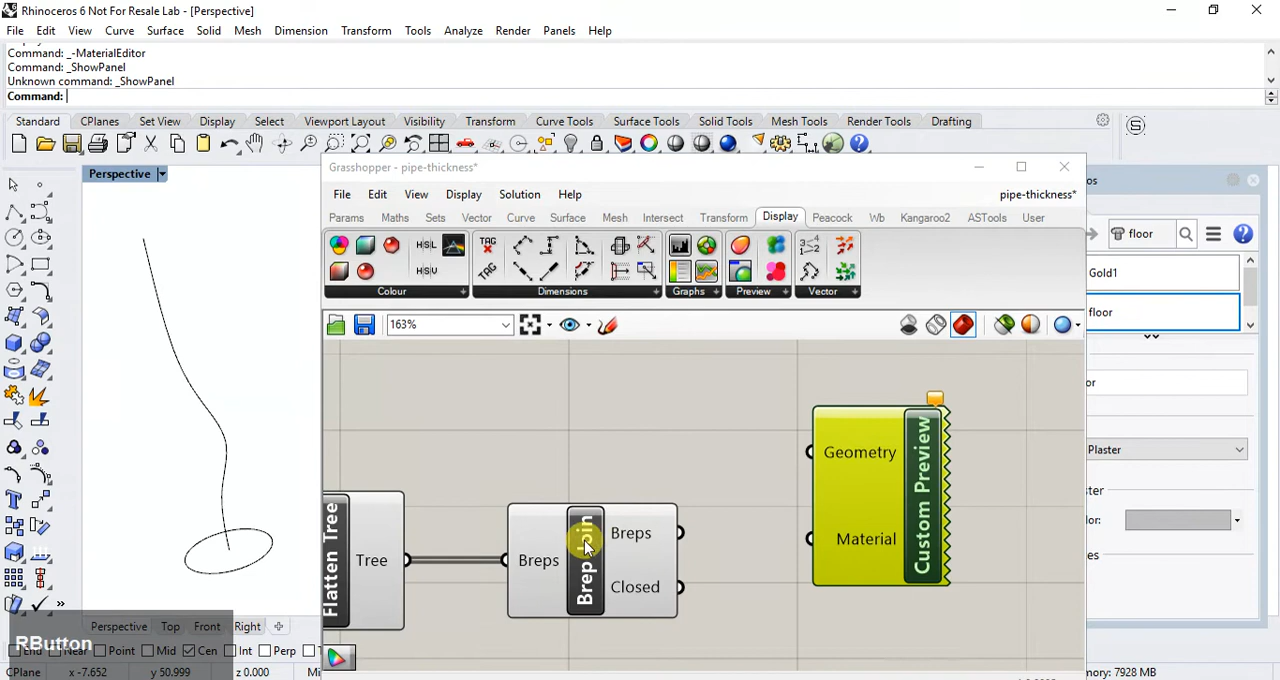 Rhinoceros 6 Not For Resale Lab - [Perspective]
File Edit View Curve Surface Solid Mesh Dimension Transform Tools Analyze Render Panels Help
Command: _-MaterialEditor
Command: _ShowPanel
Unknown command: _ShowPanel
Command:
Standard CPlanes Set View Display Select Viewport Layout Visibility Transform Curve Tools Surface Tools Solid Tools Mesh Tools Render Tools Drafting
Perspective
Grasshopper - pipe-thickness*
File Edit View Display Solution Help pipe-thickness*
Params Maths Sets Vector Curve Surface Mesh Intersect Transform Display Peacock Wb Kangaroo2 ASTools User
HSL
HSV
TAG
TAG
Colour Dimensions Graphs Preview Vector
163%
floor
Gold1
floor
Plaster
Flatten Tree
Tree
Breps
Brep Join
Breps
Closed
Geometry
Material
Custom Preview
Perspective Top Front Right
RButton
End Near Point Mid Cen Int Perp
CPlane x -7.652 y 50.999 z 0.000